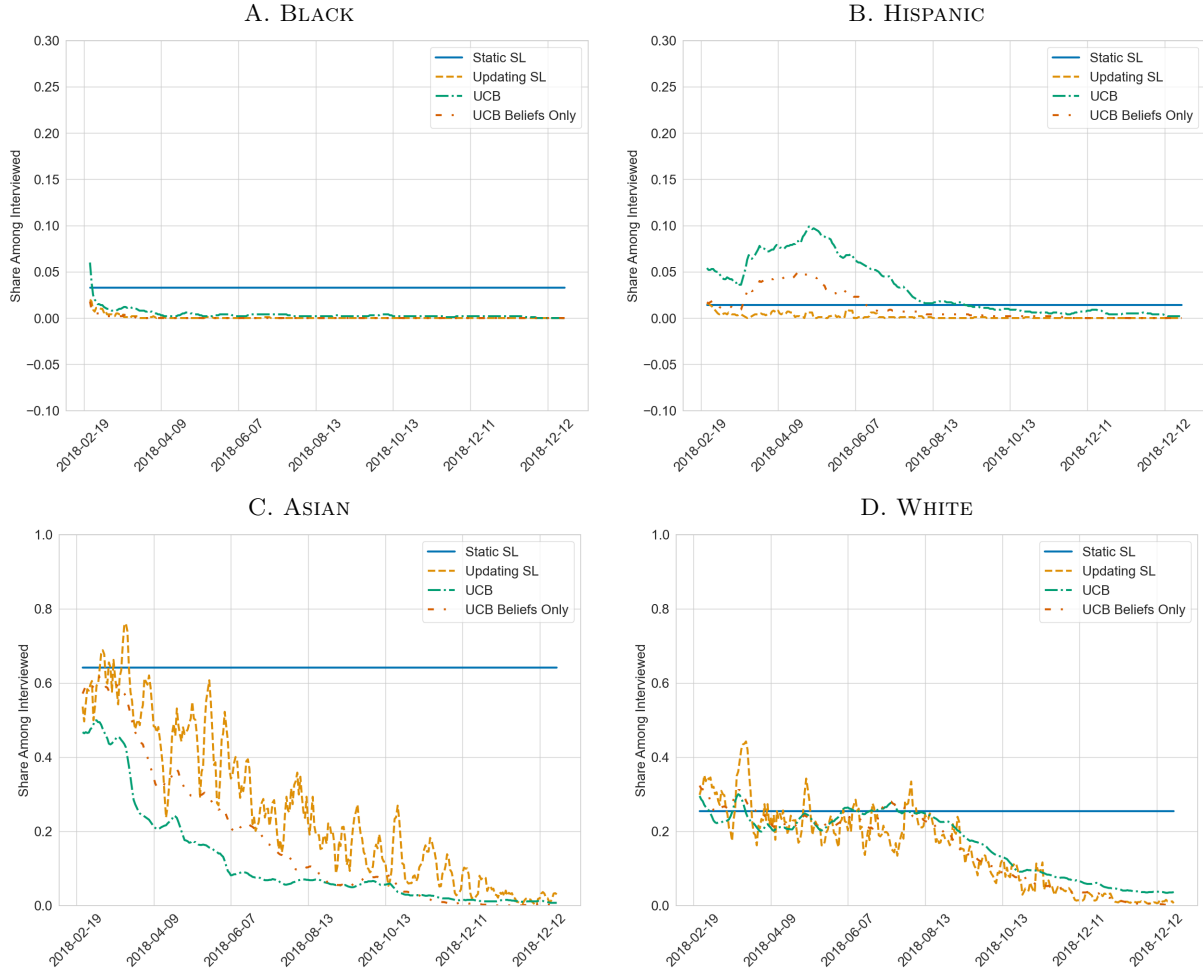 A. Black
0.30
0.25
0.20
0.15
0.10
0.05
0.00
−0.05
−0.10
Share Among Interviewed
Static SL
Updating SL
UCB
UCB Beliefs Only
2018-02-19
2018-04-09
2018-06-07
2018-08-13
2018-10-13
2018-12-11
2018-12-12
B. Hispanic
0.30
0.25
0.20
0.15
0.10
0.05
0.00
−0.05
−0.10
Share Among Interviewed
Static SL
Updating SL
UCB
UCB Beliefs Only
2018-02-19
2018-04-09
2018-06-07
2018-08-13
2018-10-13
2018-12-11
2018-12-12
C. Asian
1.0
0.8
0.6
0.4
0.2
0.0
Share Among Interviewed
Static SL
Updating SL
UCB
UCB Beliefs Only
2018-02-19
2018-04-09
2018-06-07
2018-08-13
2018-10-13
2018-12-11
2018-12-12
D. White
1.0
0.8
0.6
0.4
0.2
0.0
Share Among Interviewed
Static SL
Updating SL
UCB
UCB Beliefs Only
2018-02-19
2018-04-09
2018-06-07
2018-08-13
2018-10-13
2018-12-11
2018-12-12